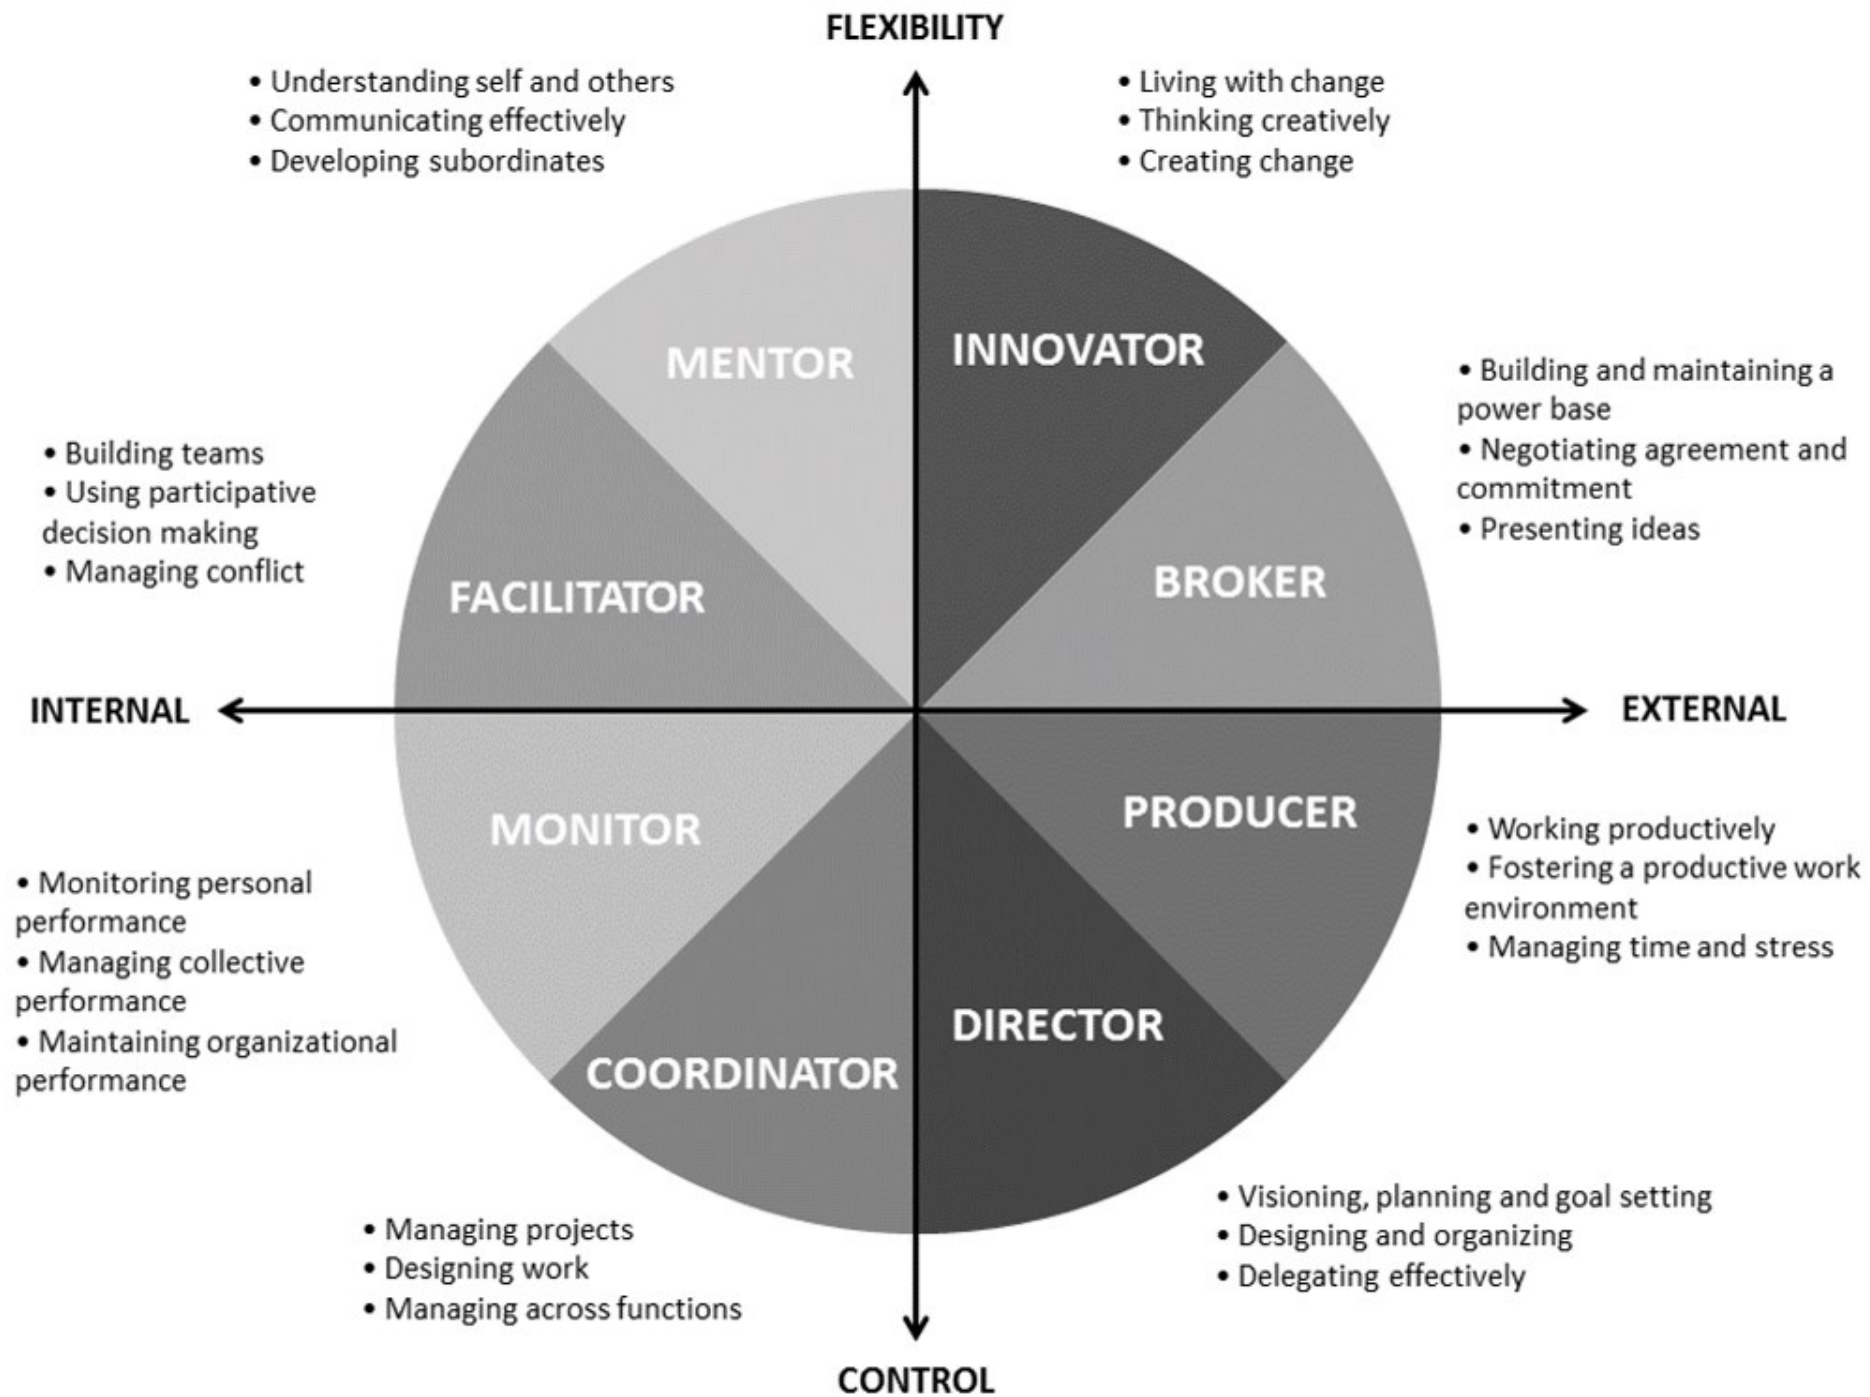 FLEXIBILITY
• Understanding self and others
• Communicating effectively
• Developing subordinates
• Living with change
• Thinking creatively
• Creating change
MENTOR
INNOVATOR
• Building and maintaining a
power base
• Negotiating agreement and
commitment
• Presenting ideas
• Building teams
• Using participative
decision making
• Managing conflict
FACILITATOR
BROKER
INTERNAL
EXTERNAL
MONITOR
PRODUCER
• Monitoring personal
performance
• Managing collective
performance
• Maintaining organizational
performance
• Working productively
• Fostering a productive work
environment
• Managing time and stress
COORDINATOR
DIRECTOR
• Managing projects
• Designing work
• Managing across functions
• Visioning, planning and goal setting
• Designing and organizing
• Delegating effectively
CONTROL